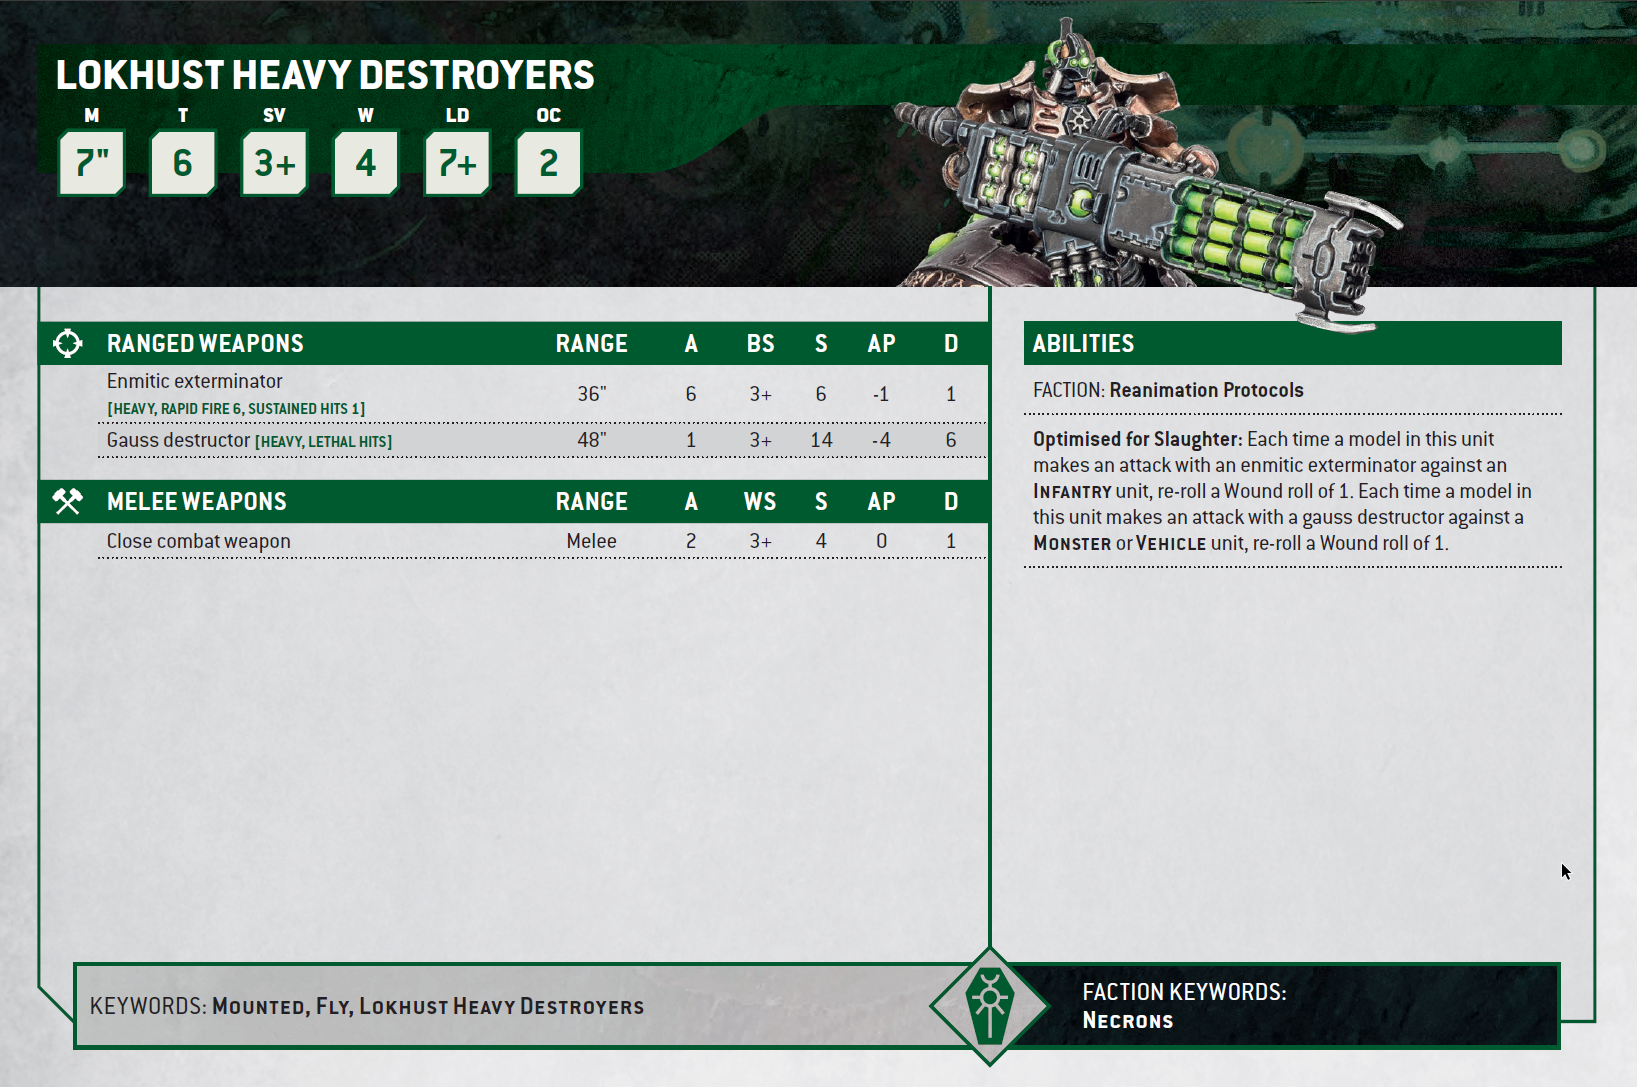 LOKHUST HEAVY DESTROYERS
M T SV W LD OC
7" 6 3+ 4 7+ 2
RANGED WEAPONS RANGE A BS S AP D
Enmitic exterminator
[HEAVY, RAPID FIRE 6, SUSTAINED HITS 1] 36" 6 3+ 6 -1 1
Gauss destructor [HEAVY, LETHAL HITS] 48" 1 3+ 14 -4 6
MELEE WEAPONS RANGE A WS S AP D
Close combat weapon Melee 2 3+ 4 0 1
ABILITIES
FACTION: Reanimation Protocols
Optimised for Slaughter: Each time a model in this unit
makes an attack with an enmitic exterminator against an
INFANTRY unit, re-roll a Wound roll of 1. Each time a model in
this unit makes an attack with a gauss destructor against a
MONSTER or VEHICLE unit, re-roll a Wound roll of 1.
KEYWORDS: MOUNTED, FLY, LOKHUST HEAVY DESTROYERS
FACTION KEYWORDS:
NECRONS